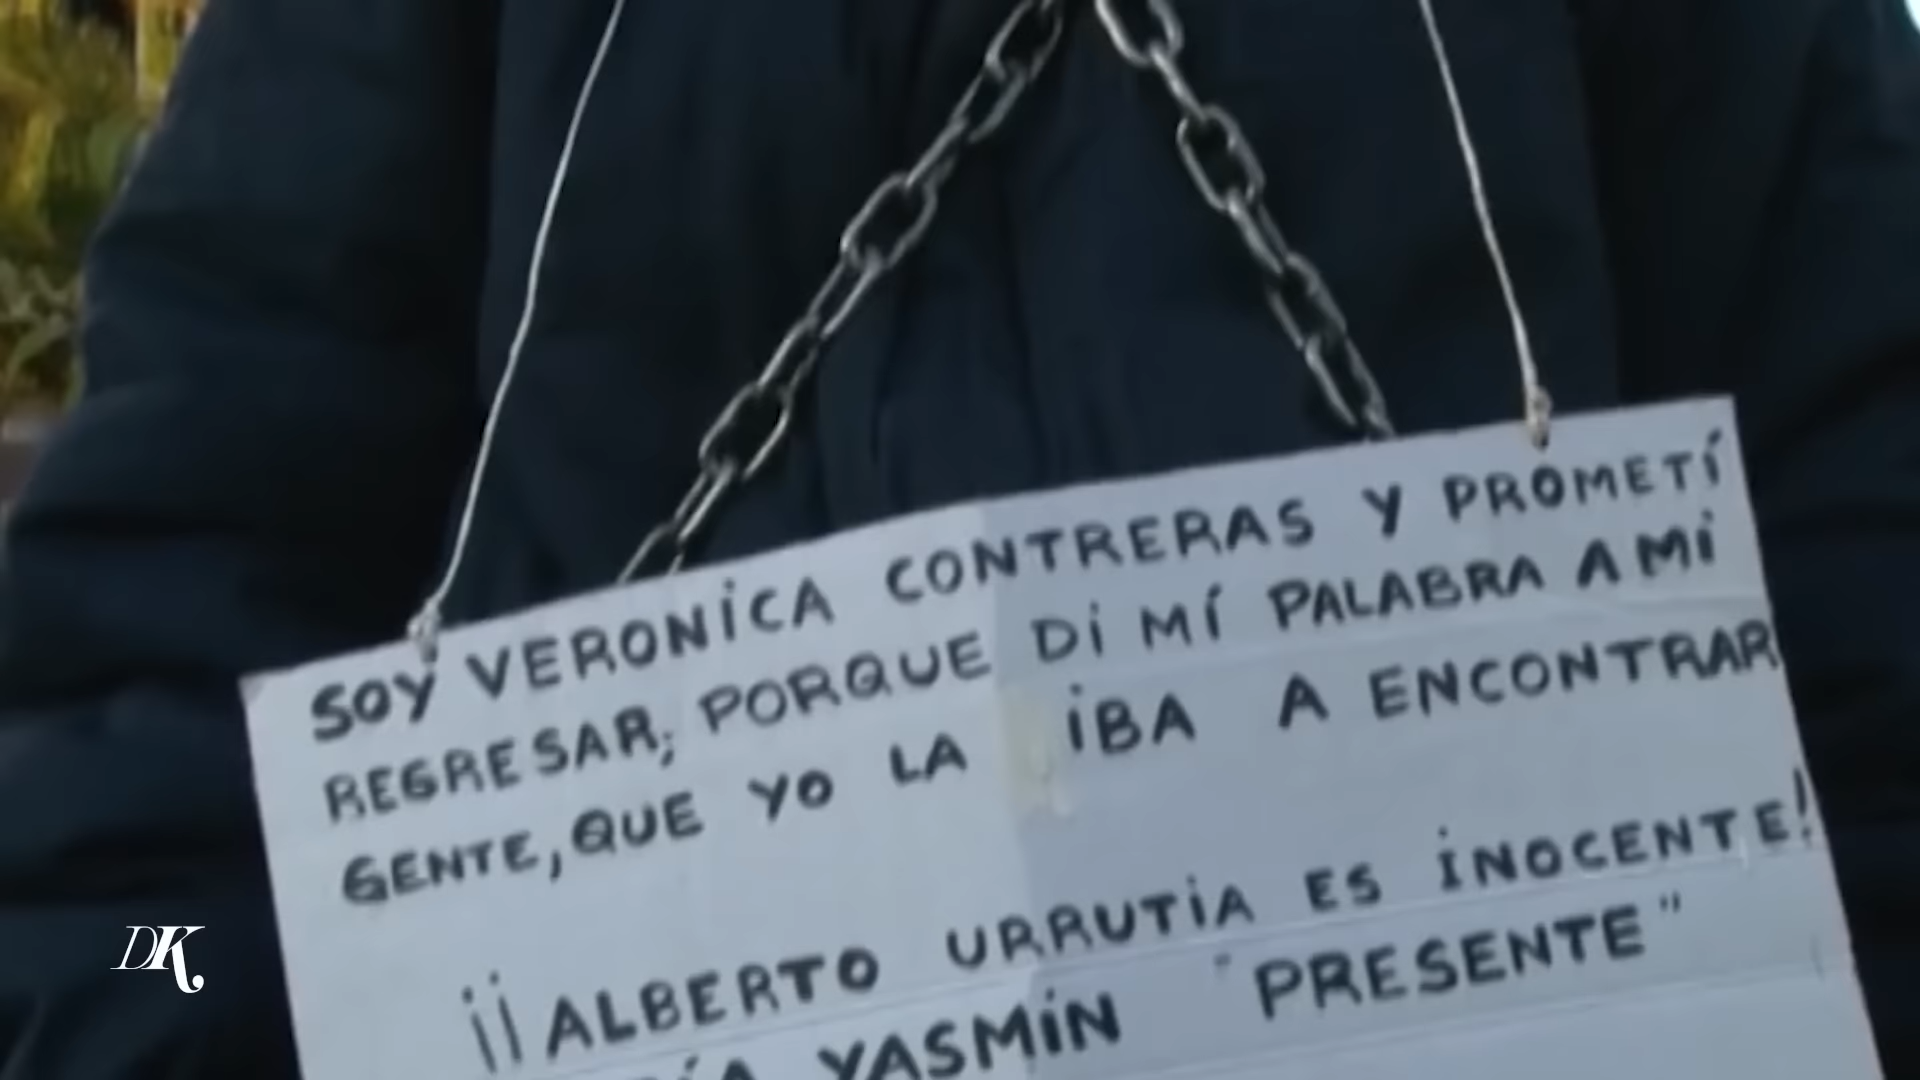 SOY VERONICA CONTRERAS Y PROMETÍ
REGRESAR; PORQUE DI MÍ PALABRA A MI
GENTE, QUE YO LA IBA A ENCONTRAR
¡¡ALBERTO URRUTIA ES INOCENTE!
YASMÍN "PRESENTE"
DK